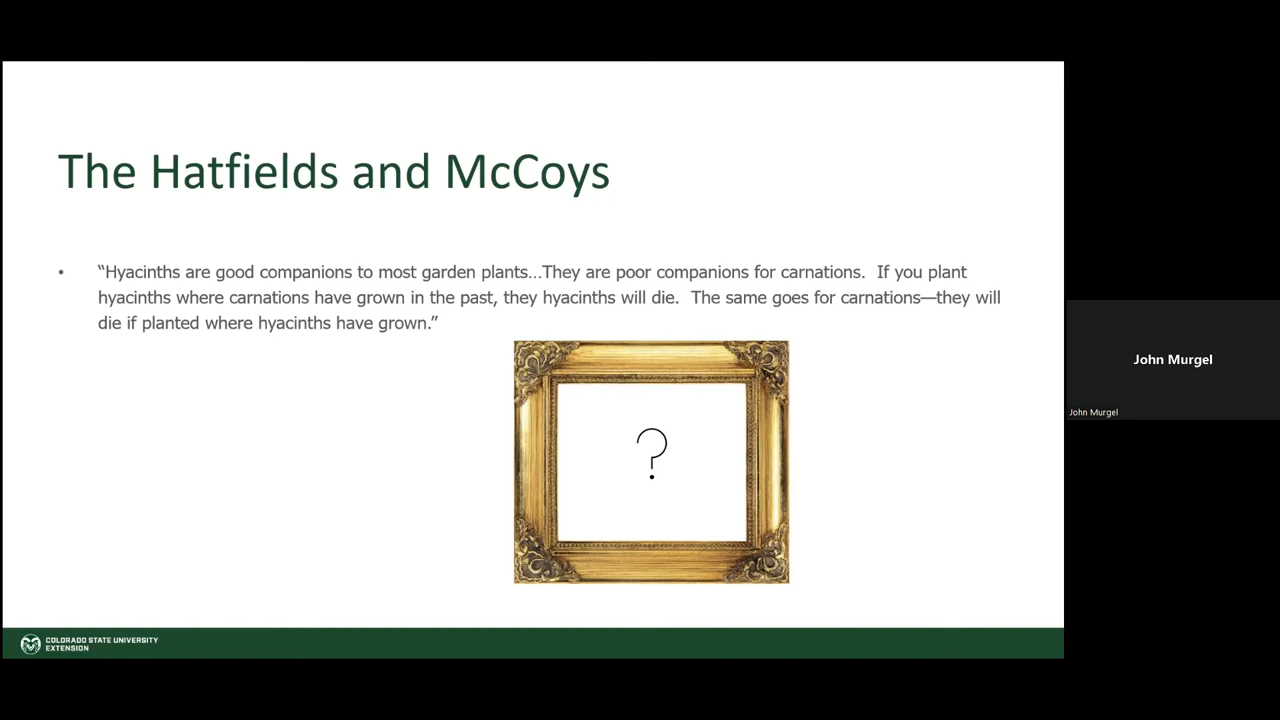 The Hatfields and McCoys
• “Hyacinths are good companions to most garden plants…They are poor companions for carnations.  If you plant
hyacinths where carnations have grown in the past, they hyacinths will die.  The same goes for carnations—they will
die if planted where hyacinths have grown.”
?
John Murgel
John Murgel
COLORADO STATE UNIVERSITY
EXTENSION